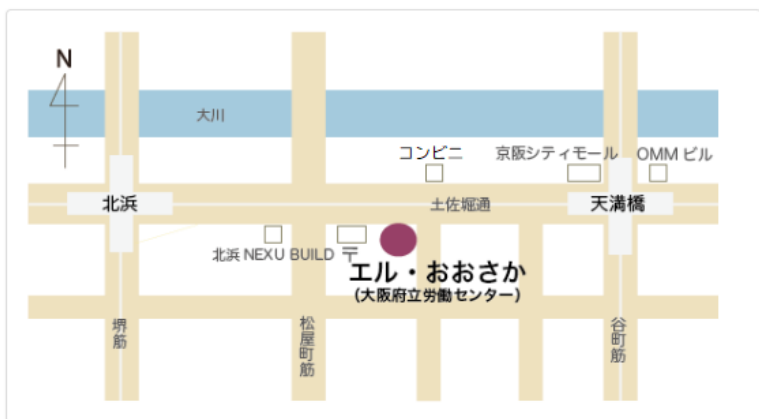 N
大川
コンビニ
京阪シティモール
OMM ビル
北浜
土佐堀通
天満橋
北浜 NEXU BUILD 〒
エル・おおさか
(大阪府立労働センター)
堺筋
松屋町筋
谷町筋